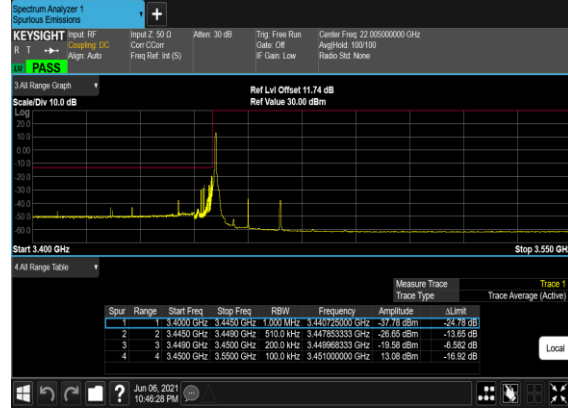 Spectrum Analyzer 1
Spurious Emissions
KEYSIGHT Input: RF Input Z: 50 Ω Atten: 30 dB Trig: Free Run Center Freq: 22.005000000 GHz
R T Coupling: DC Corr CCorr Gate: Off Avg|Hold: 100/100
Align: Auto Freq Ref: Int (S) IF Gain: Low Radio Std: None
PASS
3 All Range Graph
Ref Lvl Offset 11.74 dB
Scale/Div 10.0 dB Ref Value 30.00 dBm
Log
20.0
10.0
0.00
-10.0
-20.0
-30.0
-40.0
-50.0
-60.0
Start 3.400 GHz Stop 3.550 GHz
4 All Range Table
Measure Trace Trace 1
Trace Type Trace Average (Active)
Spur Range Start Freq Stop Freq RBW Frequency Amplitude ΔLimit
1 1 3.4000 GHz 3.4450 GHz 1.000 MHz 3.440725000 GHz -37.78 dBm -24.78 dB
2 2 3.4450 GHz 3.4490 GHz 510.0 kHz 3.447853333 GHz -26.65 dBm -13.65 dB
3 3 3.4490 GHz 3.4500 GHz 200.0 kHz 3.449968333 GHz -19.58 dBm -6.582 dB
4 4 3.4500 GHz 3.5500 GHz 100.0 kHz 3.451000000 GHz 13.08 dBm -16.92 dB
Local
? Jun 06, 2021
10:46:28 PM